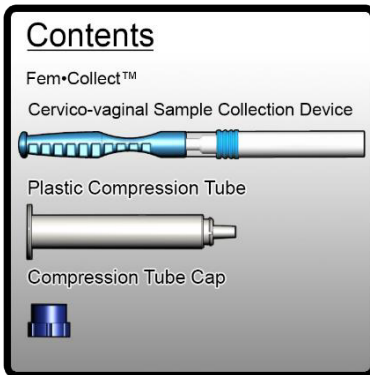 Contents
Fem•Collect™
Cervico-vaginal Sample Collection Device
Plastic Compression Tube
Compression Tube Cap